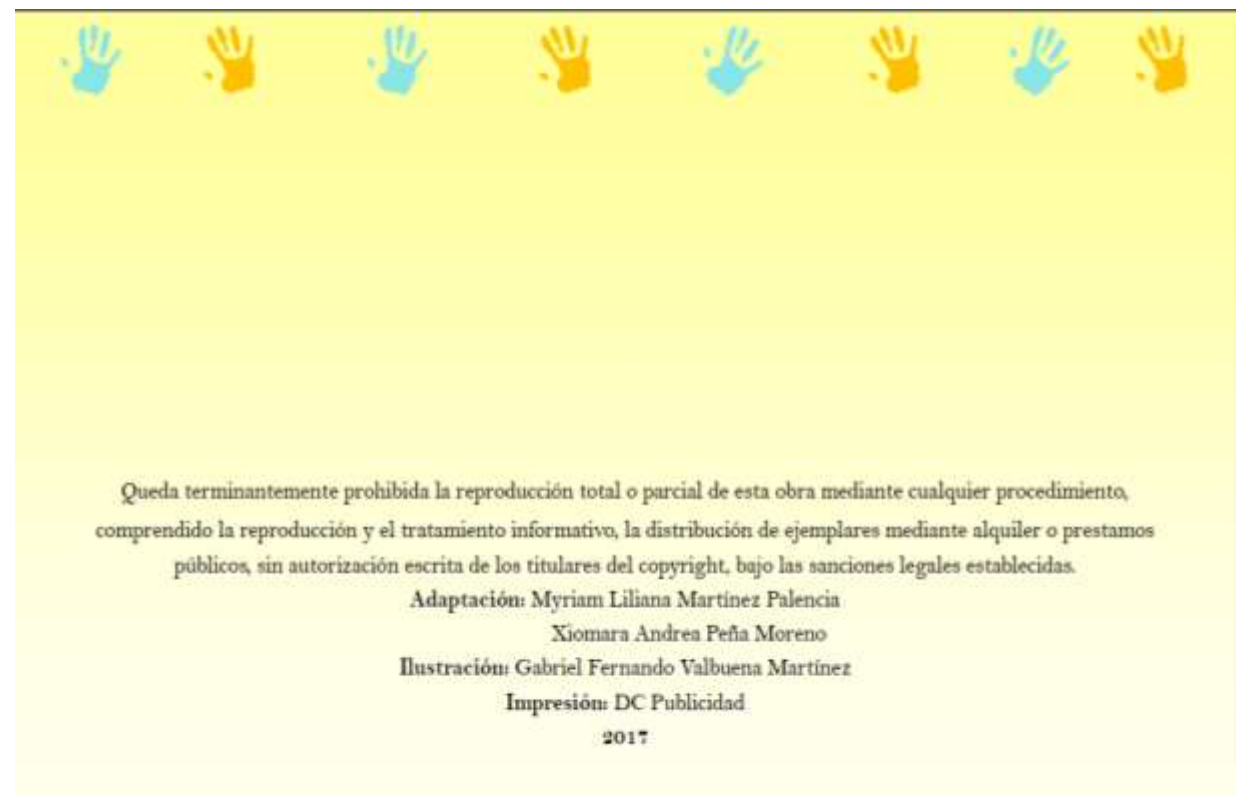 Queda terminantemente prohibida la reproducción total o parcial de esta obra mediante cualquier procedimiento,
comprendido la reproducción y el tratamiento informativo, la distribución de ejemplares mediante alquiler o prestamos
públicos, sin autorización escrita de los titulares del copyright, bajo las sanciones legales establecidas.
Adaptación: Myriam Liliana Martínez Palencia
Xiomara Andrea Peña Moreno
Ilustración: Gabriel Fernando Valbuena Martínez
Impresión: DC Publicidad
2017